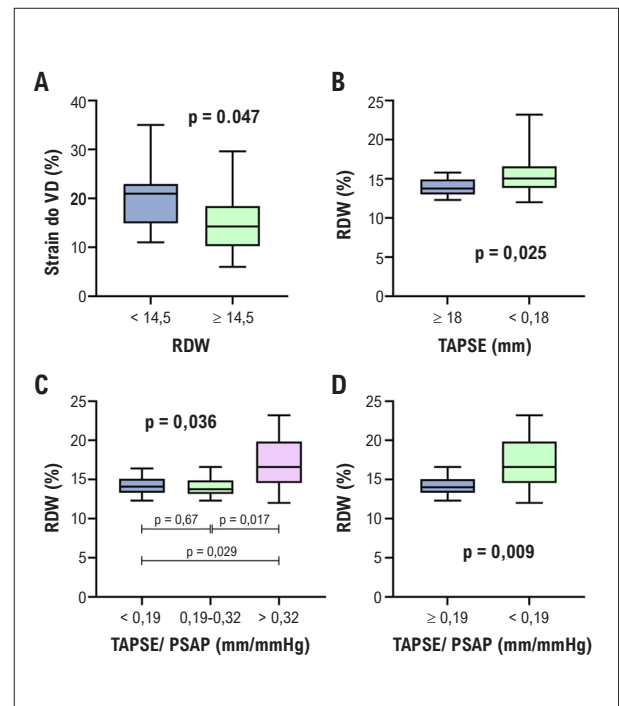 A
p = 0.047
40
30
20
10
0
Strain do VD (%)
< 14,5
≥ 14,5
RDW
B
25
20
15
10
5
0
RDW (%)
p = 0,025
≥ 18
< 0,18
TAPSE (mm)
C
p = 0,036
25
20
15
10
5
0
RDW (%)
p = 0,67
p = 0,017
p = 0,029
< 0,19
0,19-0,32
> 0,32
TAPSE/ PSAP (mm/mmHg)
D
25
20
15
10
5
0
RDW (%)
p = 0,009
≥ 0,19
< 0,19
TAPSE/ PSAP (mm/mmHg)